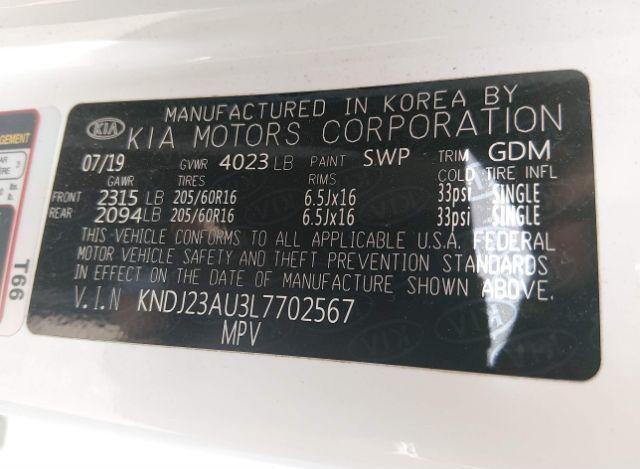 MANUFACTURED IN KOREA BY
KIA KIA MOTORS CORPORATION
07/19 GVWR 4023 LB PAINT SWP TRIM GDM
GAWR TIRES RIMS COLD TIRE INFL
FRONT 2315 LB 205/60R16 6.5Jx16 33psi SINGLE
REAR 2094 LB 205/60R16 6.5Jx16 33psi SINGLE
THIS VEHICLE CONFORMS TO ALL APPLICABLE U.S.A. FEDERAL
MOTOR VEHICLE SAFETY AND THEFT PREVENTION STANDARDS
IN EFFECT ON THE DATE OF MANUFACTURE SHOWN ABOVE.
V.I.N KNDJ23AU3L7702567
MPV
T66